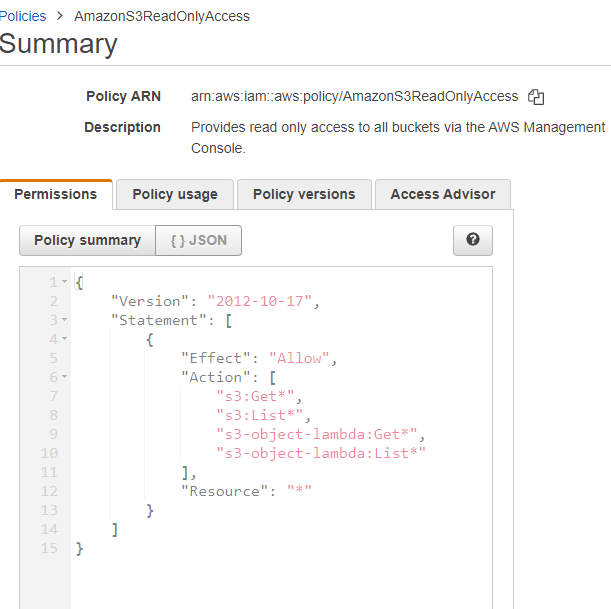 Policies > AmazonS3ReadOnlyAccess
Summary
Policy ARN arn:aws:iam::aws:policy/AmazonS3ReadOnlyAccess
Description Provides read only access to all buckets via the AWS Management
Console.
Permissions Policy usage Policy versions Access Advisor
Policy summary { } JSON ?
1 {
2 "Version": "2012-10-17",
3 "Statement": [
4 {
5 "Effect": "Allow",
6 "Action": [
7 "s3:Get*",
8 "s3:List*",
9 "s3-object-lambda:Get*",
10 "s3-object-lambda:List*"
11 ],
12 "Resource": "*"
13 }
14 ]
15 }